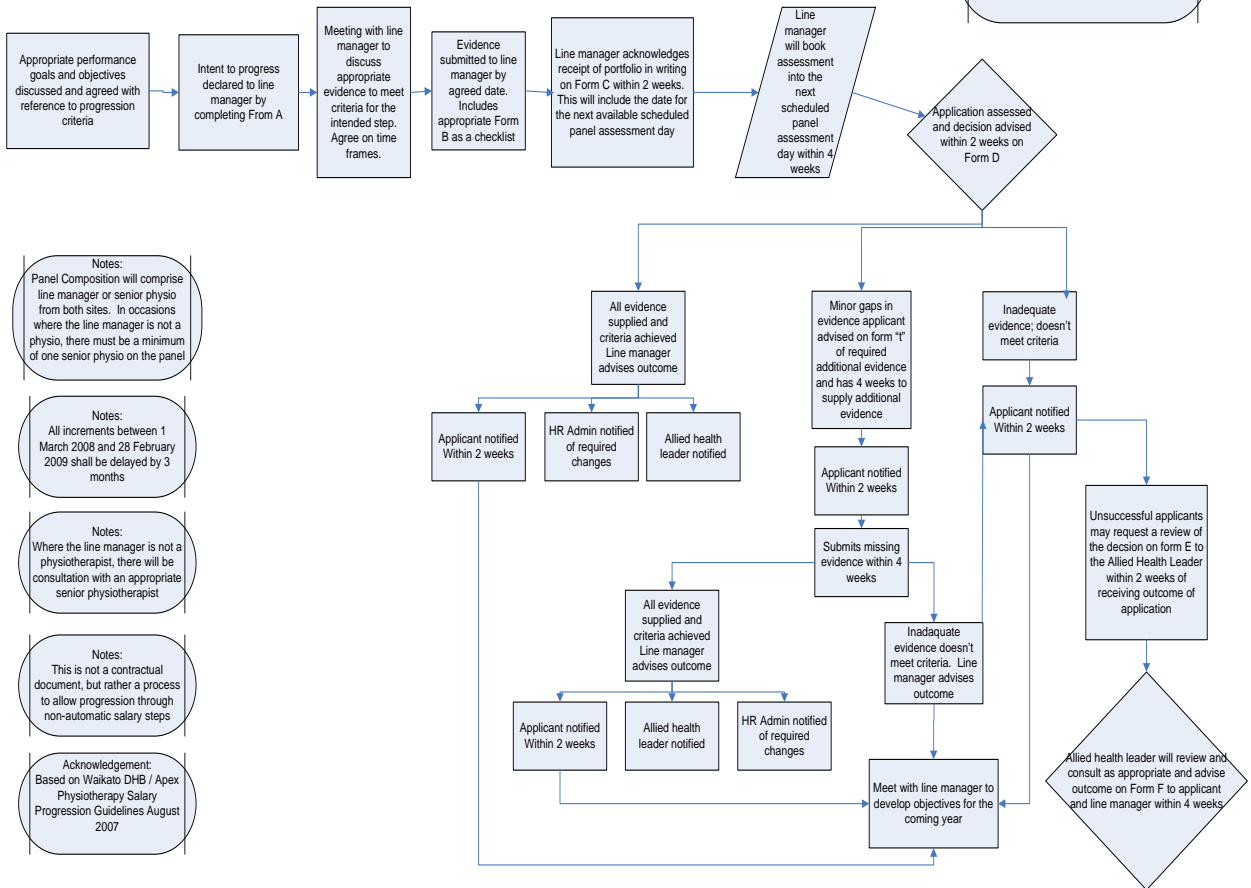 Appropriate performance
goals and objectives
discussed and agreed with
reference to progression
criteria
Intent to progress
declared to line
manager by
completing From A
Meeting with line
manager to
discuss
appropriate
evidence to meet
criteria for the
intended step.
Agree on time
frames.
Evidence
submitted to line
manager by
agreed date.
Includes
appropriate Form
B as a checklist
Line manager acknowledges
receipt of portfolio in writing
on Form C within 2 weeks.
This will include the date for
the next available scheduled
panel assessment day
Line
manager
will book
assessment
into the
next
scheduled
panel
assessment
day within 4
weeks
Application assessed
and decision advised
within 2 weeks on
Form D
Notes:
Panel Composition will comprise
line manager or senior physio
from both sites. In occasions
where the line manager is not a
physio, there must be a minimum
of one senior physio on the panel
Notes:
All increments between 1
March 2008 and 28 February
2009 shall be delayed by 3
months
Notes:
Where the line manager is not a
physiotherapist, there will be
consultation with an appropriate
senior physiotherapist
Notes:
This is not a contractual
document, but rather a process
to allow progression through
non-automatic salary steps
Acknowledgement:
Based on Waikato DHB / Apex
Physiotherapy Salary
Progression Guidelines August
2007
All evidence
supplied and
criteria achieved
Line manager
advises outcome
Applicant notified
Within 2 weeks
HR Admin notified
of required
changes
Allied health
leader notified
Minor gaps in
evidence applicant
advised on form “t”
of required
additional evidence
and has 4 weeks to
supply additional
evidence
Applicant notified
Within 2 weeks
Submits missing
evidence within 4
weeks
All evidence
supplied and
criteria achieved
Line manager
advises outcome
Applicant notified
Within 2 weeks
Allied health
leader notified
HR Admin notified
of required
changes
Inadaquate
evidence doesn’t
meet criteria. Line
manager advises
outcome
Inadequate
evidence; doesn’t
meet criteria
Applicant notified
Within 2 weeks
Unsuccessful applicants
may request a review of
the decsion on form E to
the Allied Health Leader
within 2 weeks of
receiving outcome of
application
Allied health leader will review and
consult as appropriate and advise
outcome on Form F to applicant
and line manager within 4 weeks
Meet with line manager to
develop objectives for the
coming year